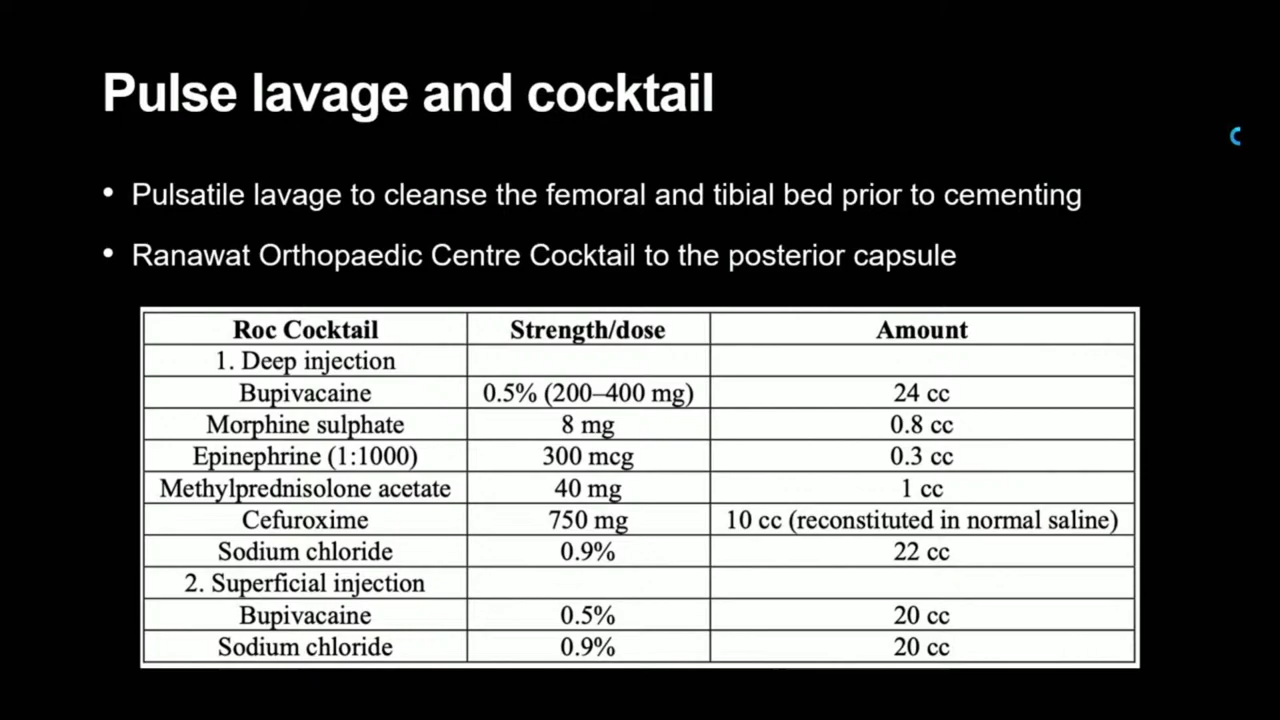 Pulse lavage and cocktail
• Pulsatile lavage to cleanse the femoral and tibial bed prior to cementing
• Ranawat Orthopaedic Centre Cocktail to the posterior capsule
Roc Cocktail Strength/dose Amount
1. Deep injection
Bupivacaine 0.5% (200–400 mg) 24 cc
Morphine sulphate 8 mg 0.8 cc
Epinephrine (1:1000) 300 mcg 0.3 cc
Methylprednisolone acetate 40 mg 1 cc
Cefuroxime 750 mg 10 cc (reconstituted in normal saline)
Sodium chloride 0.9% 22 cc
2. Superficial injection
Bupivacaine 0.5% 20 cc
Sodium chloride 0.9% 20 cc